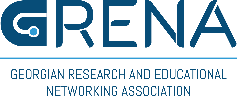 GRENA
GEORGIAN RESEARCH AND EDUCATIONAL
NETWORKING ASSOCIATION